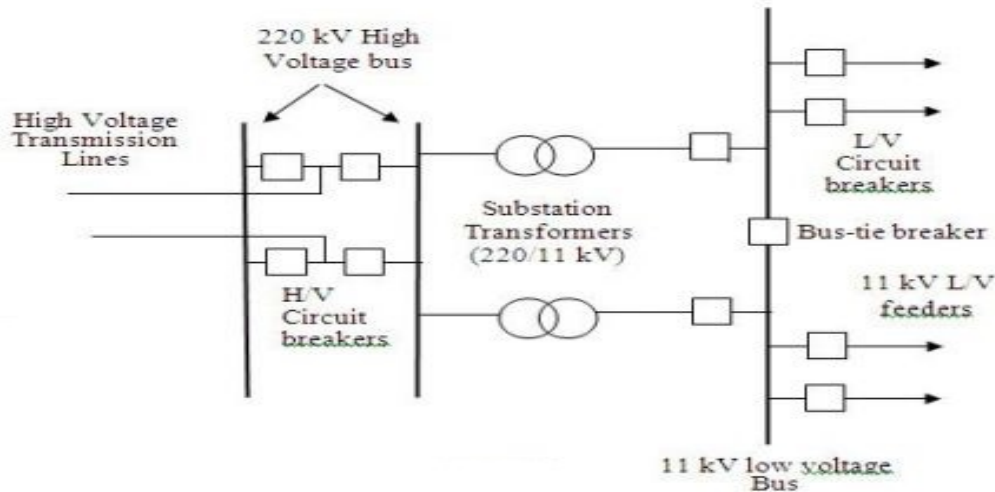 220 kV High
Voltage bus
High Voltage
Transmission
Lines
L/V
Circuit
breakers
Substation
Transformers
(220/11 kV)
Bus-tie breaker
H/V
Circuit
breakers
11 kV L/V
feeders
11 kV low voltage
Bus